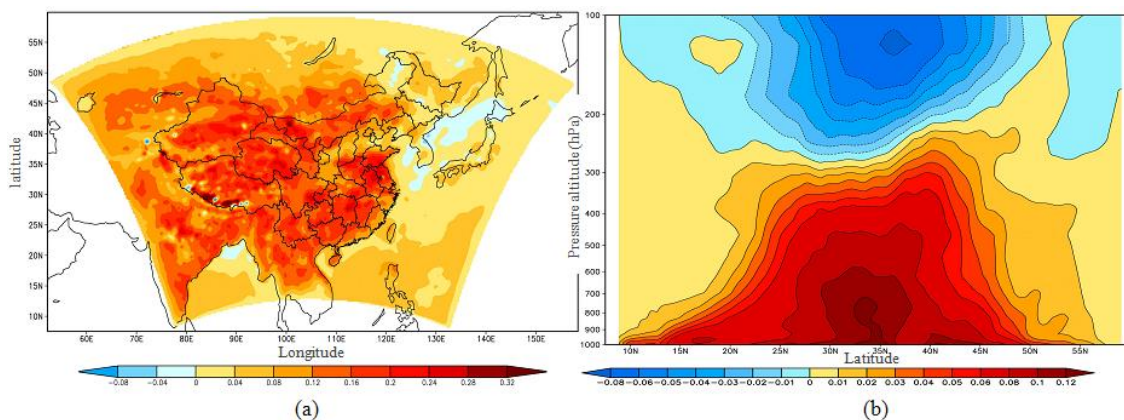 55N
50N
45N
40N
35N
30N
25N
20N
15N
10N
latitude
60E
70E
80E
90E
100E
110E
120E
130E
140E
150E
Longitude
-0.08 -0.04 0 0.04 0.08 0.12 0.16 0.2 0.24 0.28 0.32
(a)
100
200
300
400
500
600
700
800
900
1000
Pressure altitude (hPa)
10N
15N
20N
25N
30N
35N
40N
45N
50N
55N
Latitude
-0.08 -0.06 -0.05 -0.04 -0.03 -0.02 -0.01 0 0.01 0.02 0.03 0.04 0.05 0.06 0.08 0.1 0.12
(b)